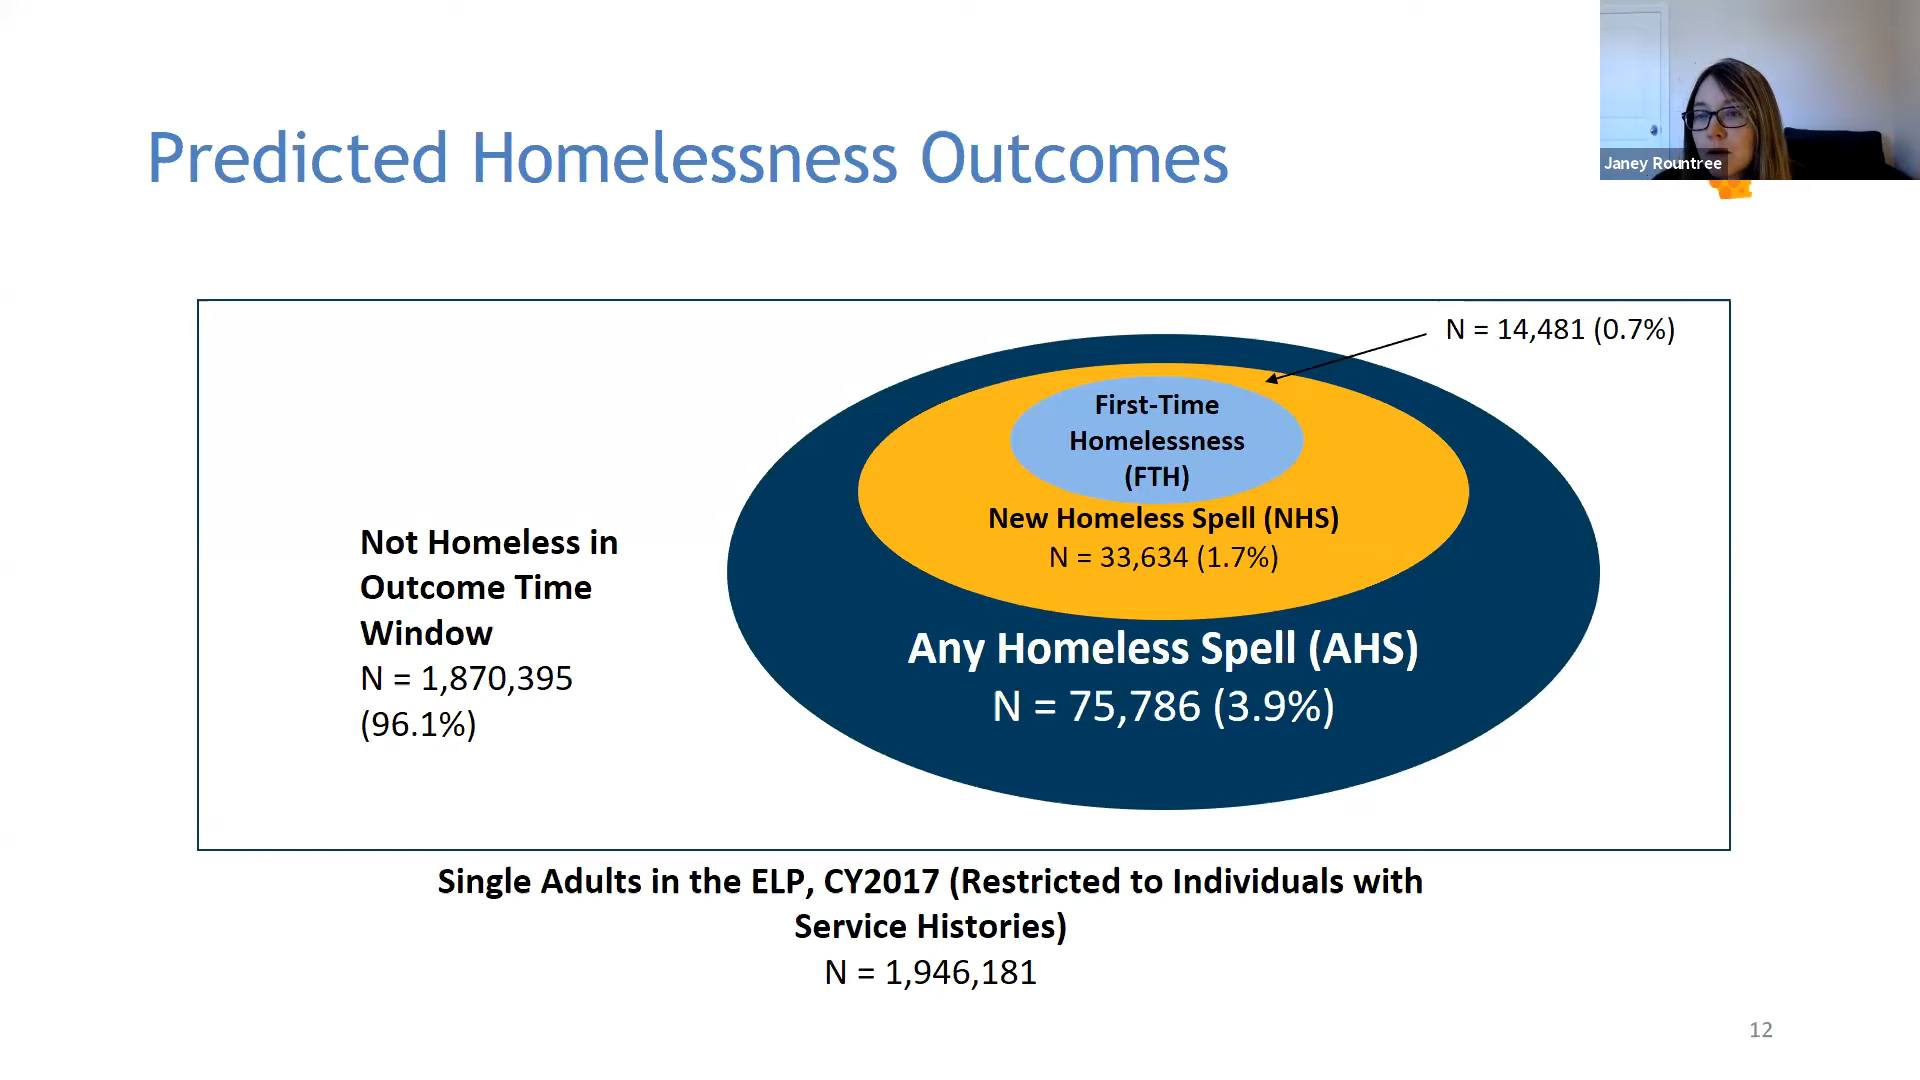 Predicted Homelessness Outcomes
Janey Rountree
N = 14,481 (0.7%)
First-Time
Homelessness
(FTH)
New Homeless Spell (NHS)
N = 33,634 (1.7%)
Not Homeless in
Outcome Time
Window
N = 1,870,395
(96.1%)
Any Homeless Spell (AHS)
N = 75,786 (3.9%)
Single Adults in the ELP, CY2017 (Restricted to Individuals with
Service Histories)
N = 1,946,181
12